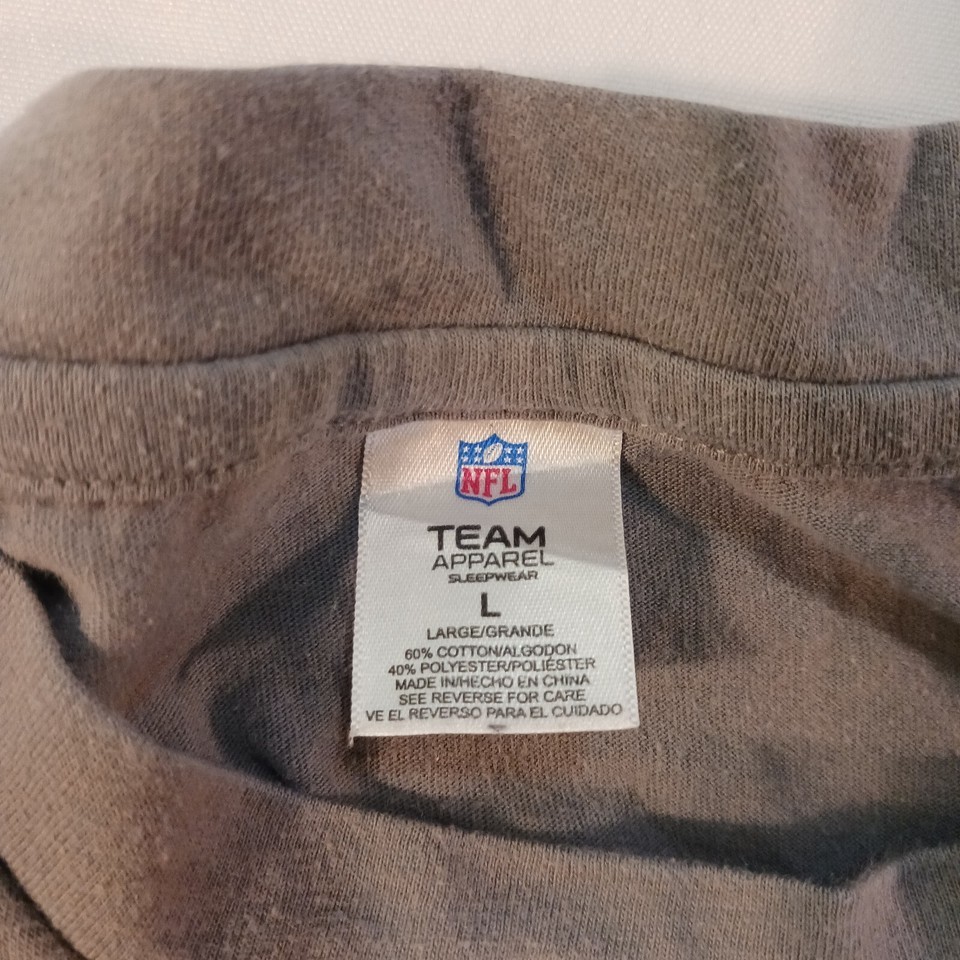 NFL
TEAM
APPAREL
SLEEPWEAR
L
LARGE/GRANDE
60% COTTON/ALGODON
40% POLYESTER/POLIÉSTER
MADE IN/HECHO EN CHINA
SEE REVERSE FOR CARE
VE EL REVERSO PARA EL CUIDADO